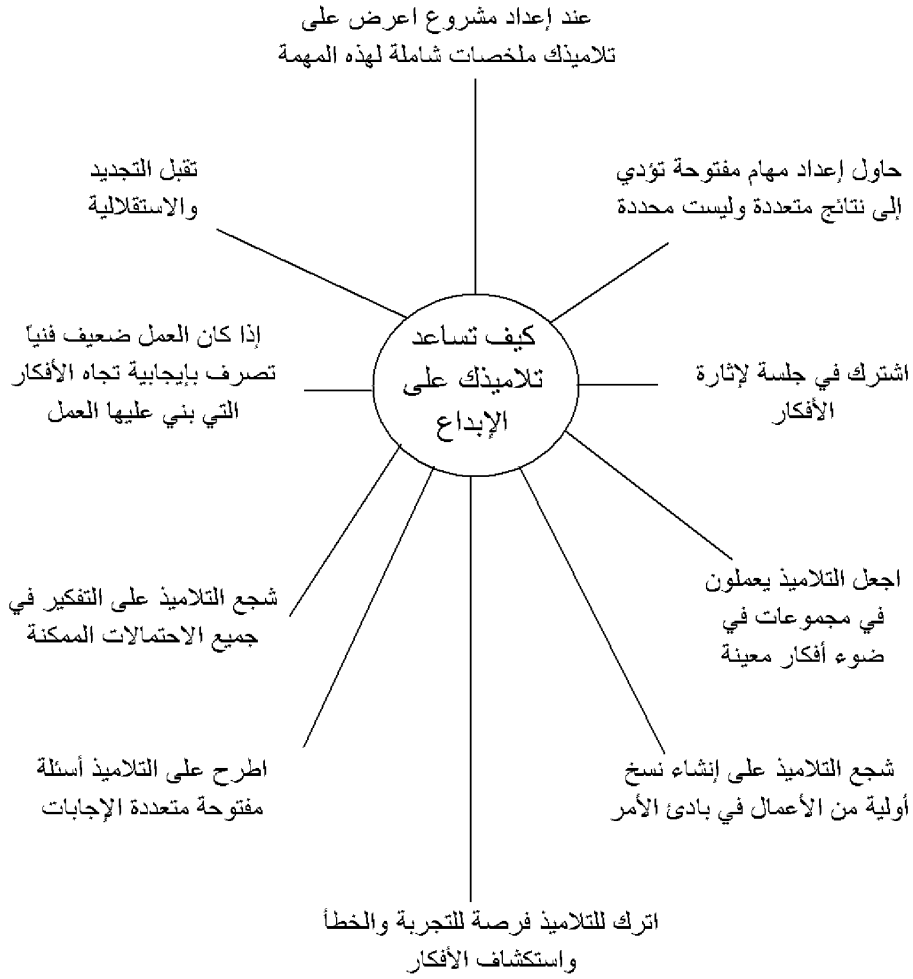 عند إعداد مشروع اعرض على
تلاميذك ملخصات شاملة لهذه المهمة
حاول إعداد مهام مفتوحة تؤدي
إلى نتائج متعددة وليست محددة
تقبل التجديد
والاستقلالية
كيف تساعد
تلاميذك على
الإبداع
اشترك في جلسة لإثارة
الأفكار
إذا كان العمل ضعيف فنياً
تصرف بإيجابية تجاه الأفكار
التي بني عليها العمل
اجعل التلاميذ يعملون
في مجموعات في
ضوء أفكار معينة
شجع التلاميذ على التفكير في
جميع الاحتمالات الممكنة
شجع التلاميذ على إنشاء نسخ
أولية من الأعمال في بادئ الأمر
اطرح على التلاميذ أسئلة
مفتوحة متعددة الإجابات
اترك للتلاميذ فرصة للتجربة والخطأ
واستكشاف الأفكار